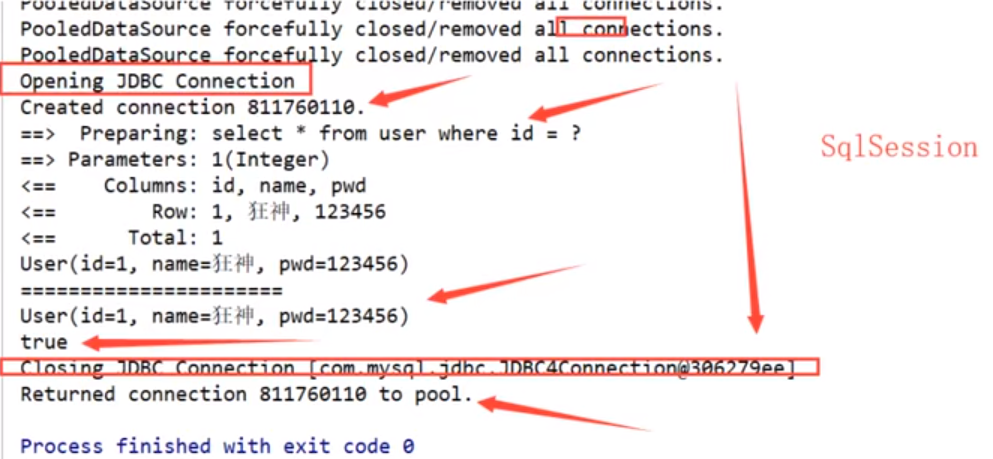 PooledDataSource forcefully closed/removed all connections.
PooledDataSource forcefully closed/removed all connections.
PooledDataSource forcefully closed/removed all connections.
Opening JDBC Connection
Created connection 811760110.
==>  Preparing: select * from user where id = ?
==> Parameters: 1(Integer)
<==    Columns: id, name, pwd
<==        Row: 1, 狂神, 123456
<==      Total: 1
User(id=1, name=狂神, pwd=123456)
=======================
User(id=1, name=狂神, pwd=123456)
true
Closing JDBC Connection [com.mysql.jdbc.JDBC4Connection@306279ee]
Returned connection 811760110 to pool.
Process finished with exit code 0
SqlSession